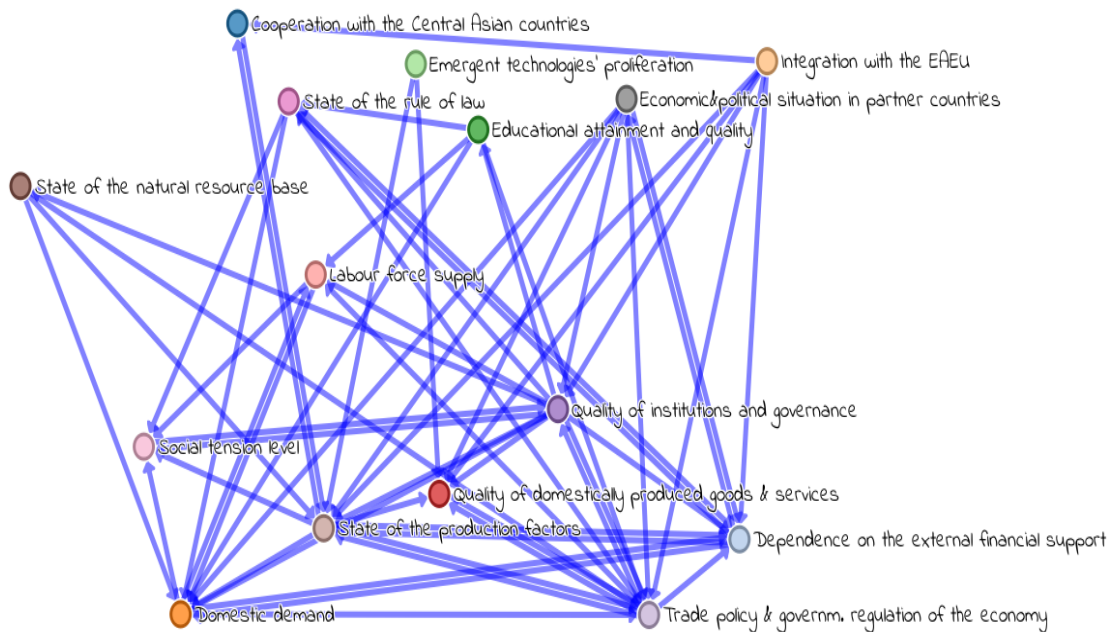 Cooperation with the Central Asian countries
Emergent technologies' proliferation
Integration with the EAEU
State of the rule of law
Economic&political situation in partner countries
Educational attainment and quality
State of the natural resource base
Labour force supply
Quality of institutions and governance
Social tension level
Quality of domestically produced goods & services
State of the production factors
Dependence on the external financial support
Domestic demand
Trade policy & governm. regulation of the economy